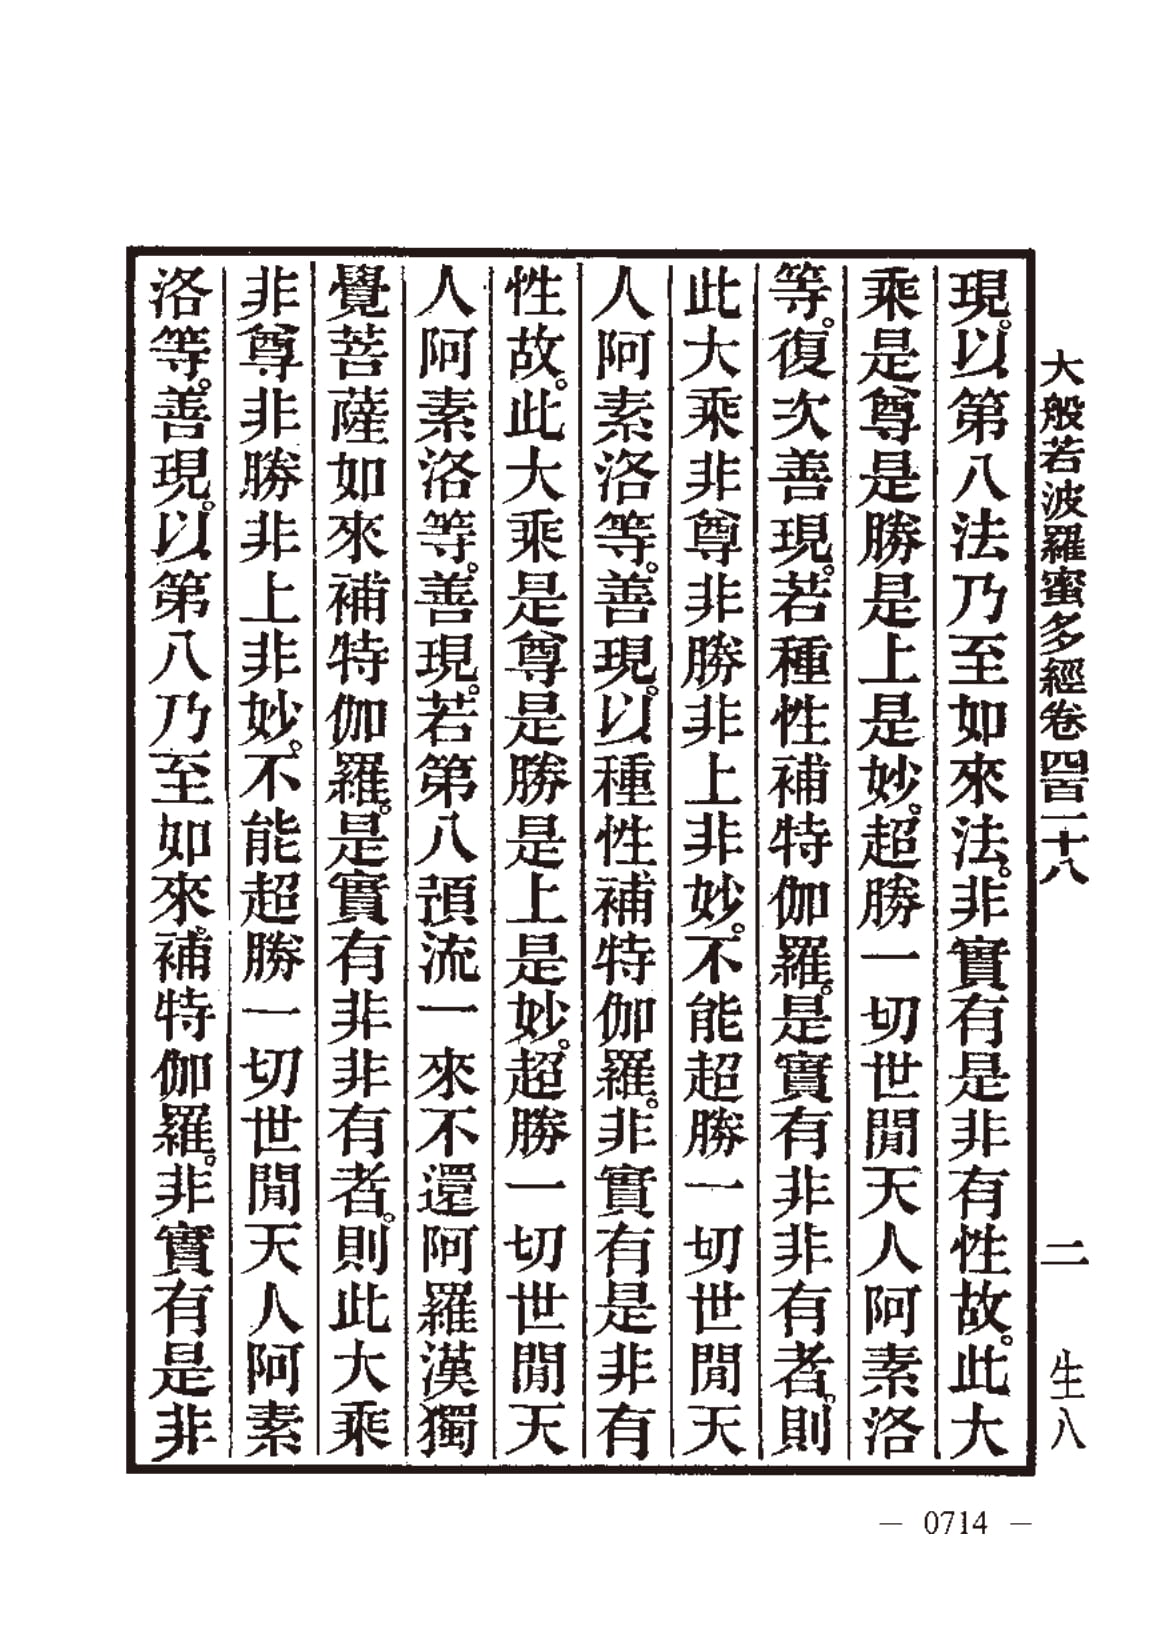 大般若波羅蜜多經卷四百一十八 二 生八
現。以第八法乃至如來法。非實有是非有性故。此大
乘是尊是勝是上是妙。超勝一切世間天人阿素洛
等。復次善現。若種性補特伽羅。是實有非非有者。則
此大乘非尊非勝非上非妙。不能超勝一切世間天
人阿素洛等。善現。以種性補特伽羅。非實有是非有
性故。此大乘是尊是勝是上是妙。超勝一切世間天
人阿素洛等。善現。若第八預流一來不還阿羅漢獨
覺菩薩如來補特伽羅。是實有非非有者。則此大乘
非尊非勝非上非妙。不能超勝一切世間天人阿素
洛等。善現。以第八乃至如來。補特伽羅。非實有是非
— 0714 —